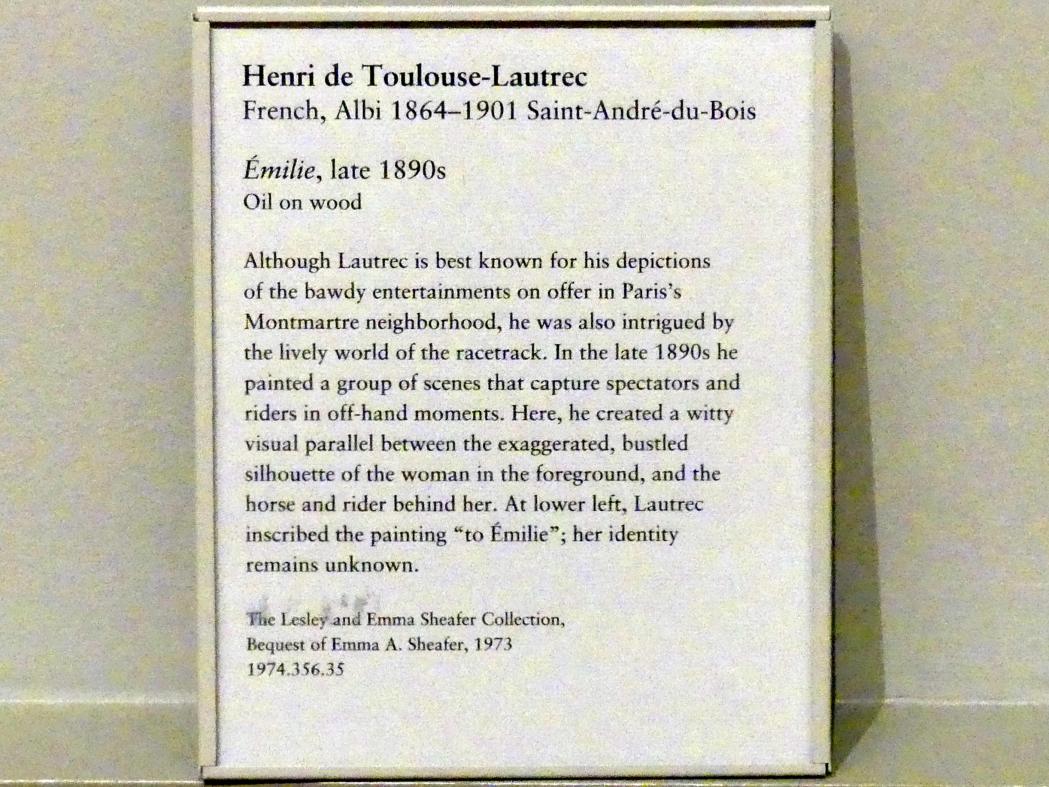 Henri de Toulouse-Lautrec
French, Albi 1864–1901 Saint-André-du-Bois
Émilie, late 1890s
Oil on wood
Although Lautrec is best known for his depictions
of the bawdy entertainments on offer in Paris's
Montmartre neighborhood, he was also intrigued by
the lively world of the racetrack. In the late 1890s he
painted a group of scenes that capture spectators and
riders in off-hand moments. Here, he created a witty
visual parallel between the exaggerated, bustled
silhouette of the woman in the foreground, and the
horse and rider behind her. At lower left, Lautrec
inscribed the painting “to Émilie”; her identity
remains unknown.
The Lesley and Emma Sheafer Collection,
Bequest of Emma A. Sheafer, 1973
1974.356.35